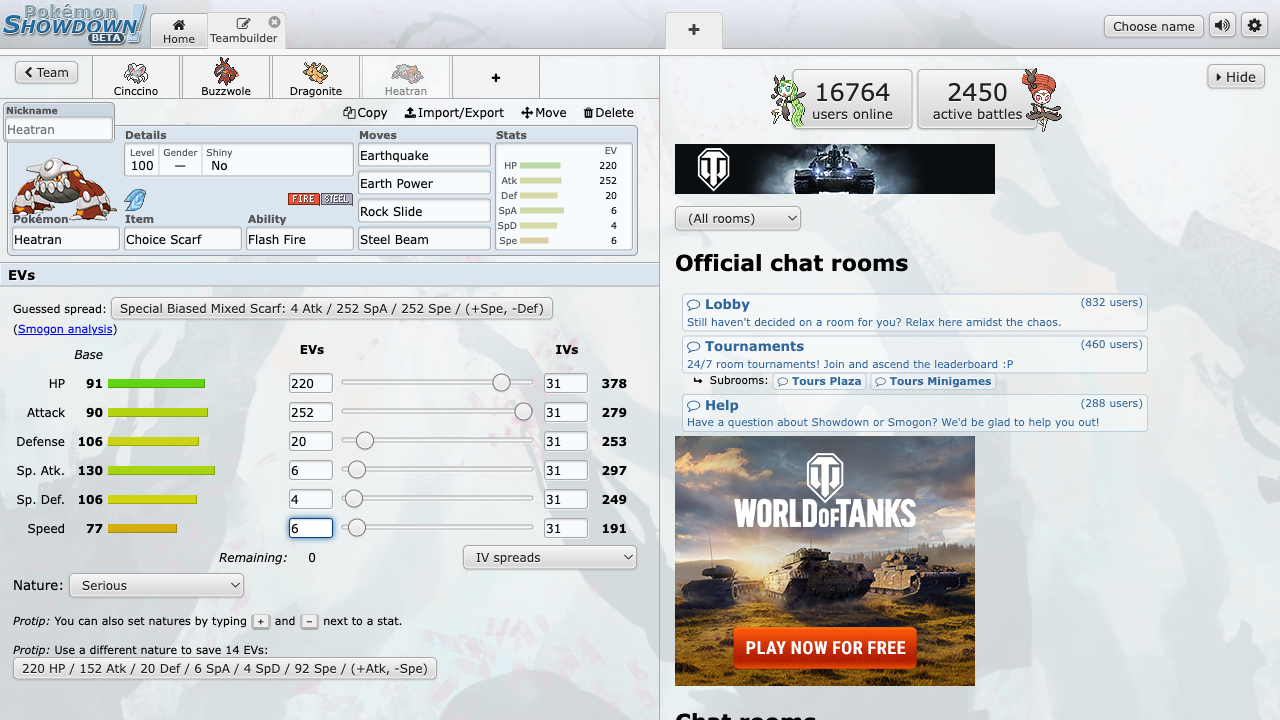 Pokémon
SHOWDOWN!
BETA
Home
Teambuilder
+
Choose name
Team
Cinccino
Buzzwole
Dragonite
Heatran
+
Hide
16764
users online
2450
active battles
Nickname
Heatran
Copy
Import/Export
Move
Delete
Details
Moves
Stats
Level
Gender
Shiny
100
—
No
Earthquake
Earth Power
Rock Slide
Steel Beam
EV
HP 220
Atk 252
Def 20
SpA 6
SpD 4
Spe 6
FIRE STEEL
Pokémon
Item
Ability
Heatran
Choice Scarf
Flash Fire
EVs
Guessed spread: Special Biased Mixed Scarf: 4 Atk / 252 SpA / 252 Spe / (+Spe, -Def)
(Smogon analysis)
Base EVs IVs
HP 91 220 31 378
Attack 90 252 31 279
Defense 106 20 31 253
Sp. Atk. 130 6 31 297
Sp. Def. 106 4 31 249
Speed 77 6 31 191
Remaining: 0
IV spreads
Nature: Serious
Protip: You can also set natures by typing + and − next to a stat.
Protip: Use a different nature to save 14 EVs:
220 HP / 152 Atk / 20 Def / 6 SpA / 4 SpD / 92 Spe / (+Atk, -Spe)
(All rooms)
Official chat rooms
Lobby (832 users)
Still haven't decided on a room for you? Relax here amidst the chaos.
Tournaments (460 users)
24/7 room tournaments! Join and ascend the leaderboard :P
Subrooms: Tours Plaza Tours Minigames
Help (288 users)
Have a question about Showdown or Smogon? We'd be glad to help you out!
WORLD OF TANKS
PLAY NOW FOR FREE
Chat rooms